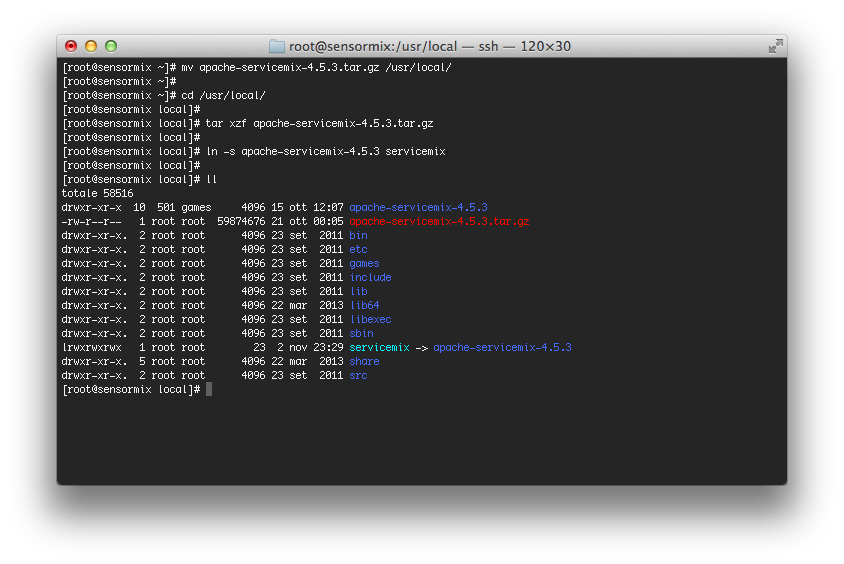 root@sensormix:/usr/local — ssh — 120×30
[root@sensormix ~]# mv apache-servicemix-4.5.3.tar.gz /usr/local/
[root@sensormix ~]#
[root@sensormix ~]# cd /usr/local/
[root@sensormix local]#
[root@sensormix local]# tar xzf apache-servicemix-4.5.3.tar.gz
[root@sensormix local]#
[root@sensormix local]# ln -s apache-servicemix-4.5.3 servicemix
[root@sensormix local]#
[root@sensormix local]# ll
totale 58516
drwxr-xr-x  10  501 games     4096 15 ott 12:07 apache-servicemix-4.5.3
-rw-r--r--   1 root root  59874676 21 ott 00:05 apache-servicemix-4.5.3.tar.gz
drwxr-xr-x.  2 root root      4096 23 set  2011 bin
drwxr-xr-x.  2 root root      4096 23 set  2011 etc
drwxr-xr-x.  2 root root      4096 23 set  2011 games
drwxr-xr-x.  2 root root      4096 23 set  2011 include
drwxr-xr-x.  2 root root      4096 23 set  2011 lib
drwxr-xr-x.  2 root root      4096 22 mar  2013 lib64
drwxr-xr-x.  2 root root      4096 23 set  2011 libexec
drwxr-xr-x.  2 root root      4096 23 set  2011 sbin
lrwxrwxrwx   1 root root        23  2 nov 23:29 servicemix -> apache-servicemix-4.5.3
drwxr-xr-x.  5 root root      4096 22 mar  2013 share
drwxr-xr-x.  2 root root      4096 23 set  2011 src
[root@sensormix local]#